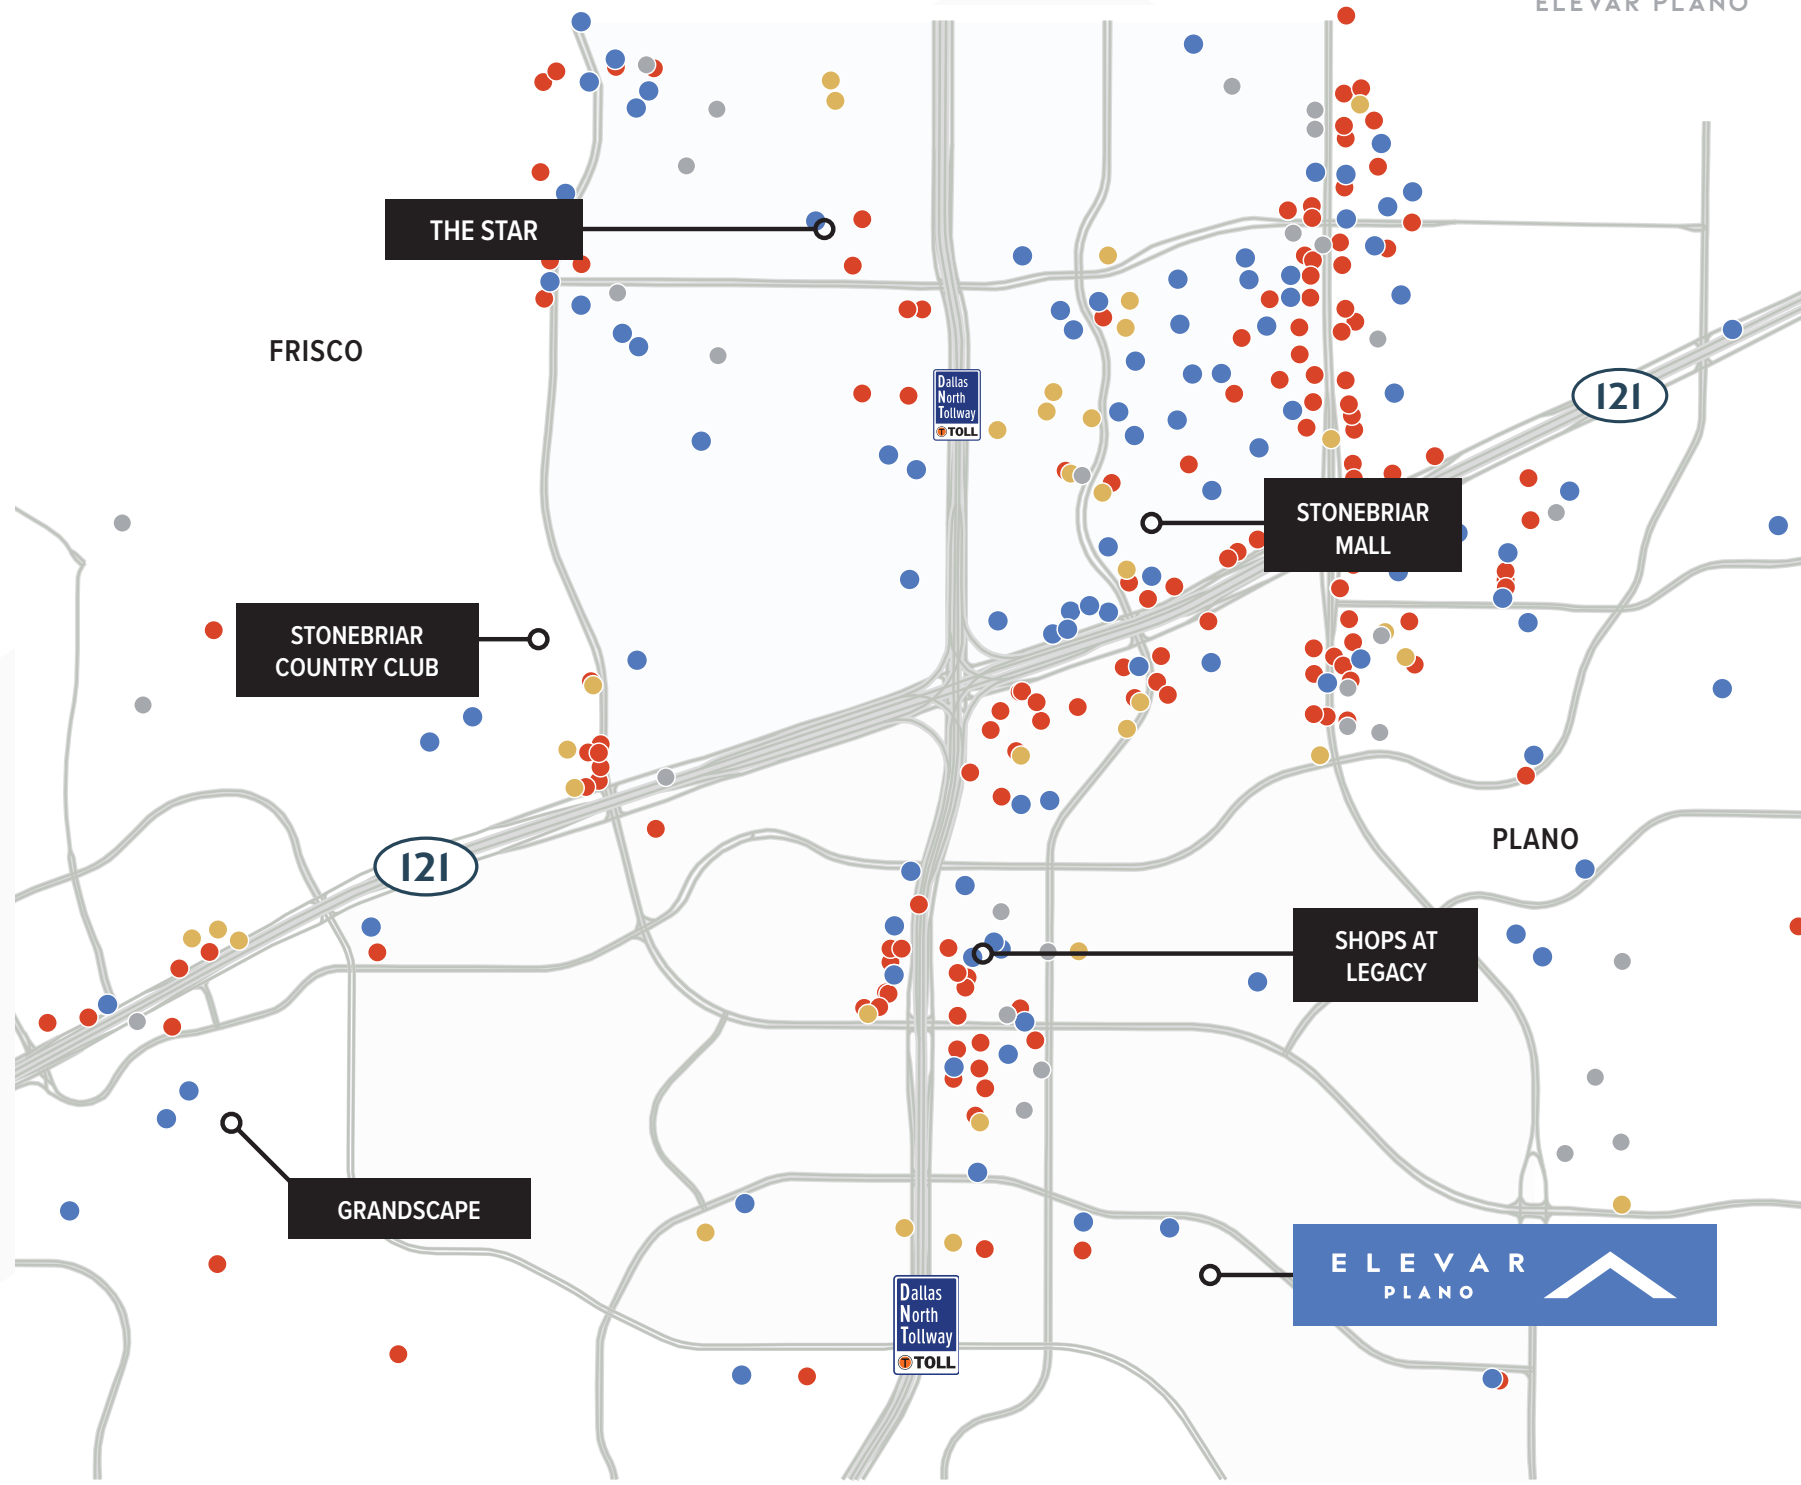 ELEVAR PLANO
THE STAR
FRISCO
Dallas
North
Tollway
TOLL
121
STONEBRIAR
MALL
STONEBRIAR
COUNTRY CLUB
PLANO
121
SHOPS AT
LEGACY
GRANDSCAPE
ELEVAR
PLANO
Dallas
North
Tollway
TOLL